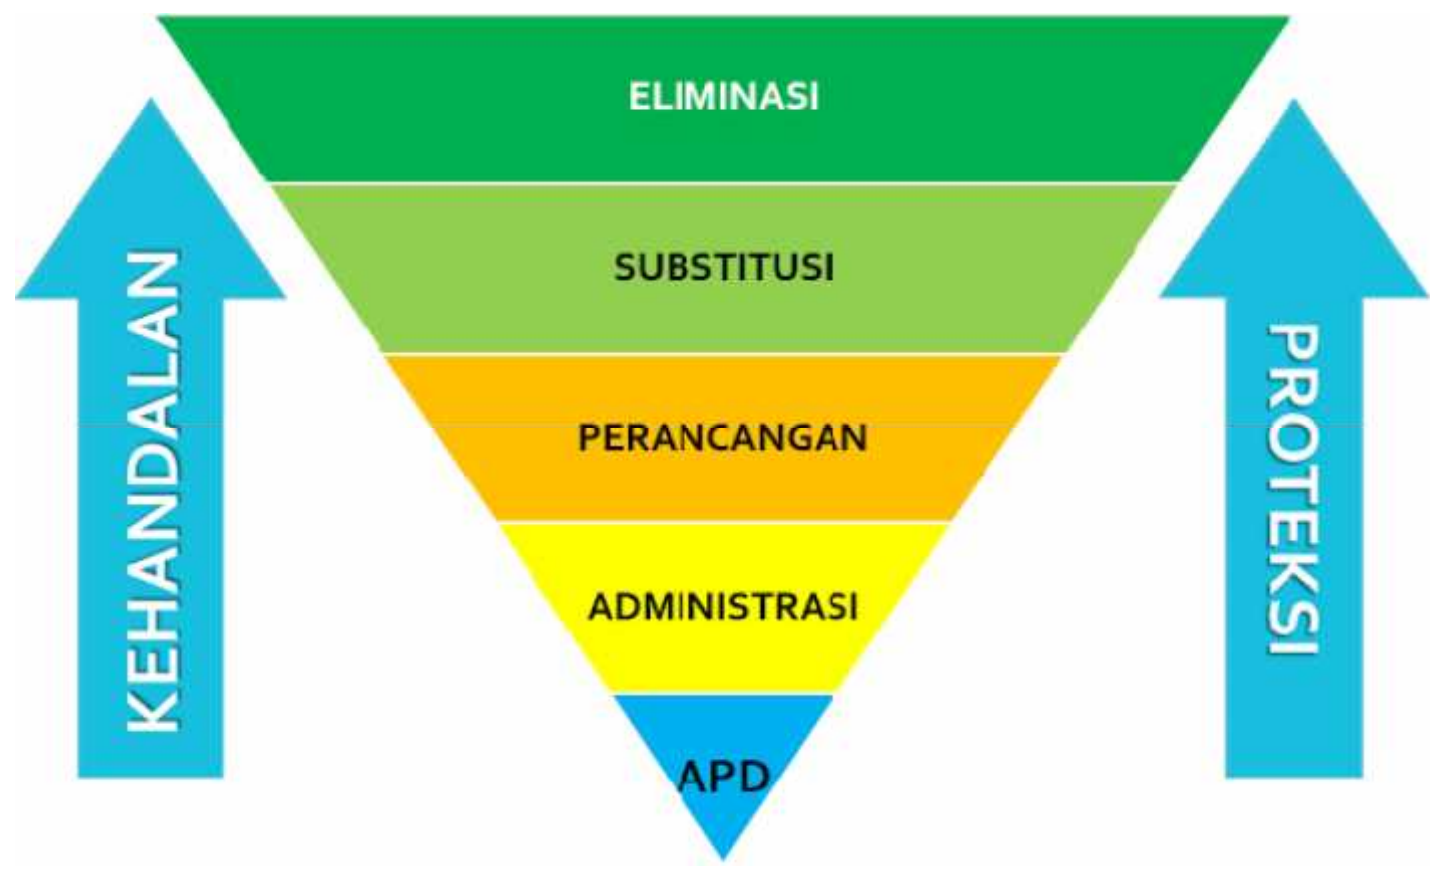 ELIMINASI
SUBSTITUSI
PERANCANGAN
ADMINISTRASI
APD
KEHANDALAN
PROTEKSI